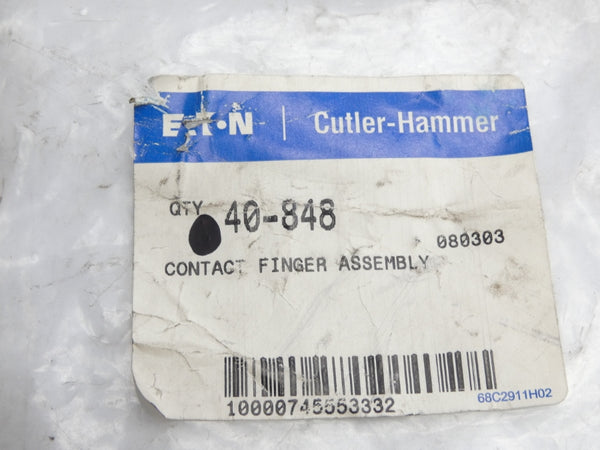 E·T·N | Cutler-Hammer
QTY 40-848
080303
CONTACT FINGER ASSEMBLY
10000745553332
68C2911H02